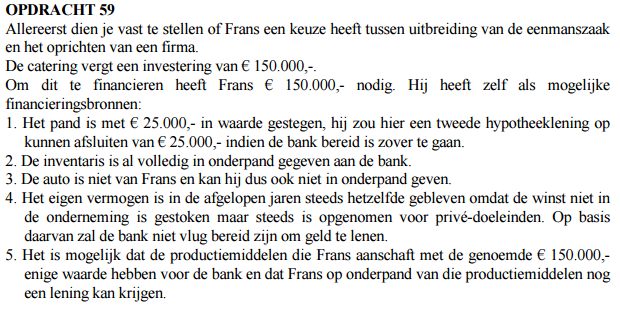 OPDRACHT 59
Allereerst dien je vast te stellen of Frans een keuze heeft tussen uitbreiding van de eenmanszaak
en het oprichten van een firma.
De catering vergt een investering van € 150.000,-.
Om dit te financieren heeft Frans € 150.000,- nodig. Hij heeft zelf als mogelijke
financieringsbronnen:
1. Het pand is met € 25.000,- in waarde gestegen, hij zou hier een tweede hypotheeklening op
kunnen afsluiten van € 25.000,- indien de bank bereid is zover te gaan.
2. De inventaris is al volledig in onderpand gegeven aan de bank.
3. De auto is niet van Frans en kan hij dus ook niet in onderpand geven.
4. Het eigen vermogen is in de afgelopen jaren steeds hetzelfde gebleven omdat de winst niet in
de onderneming is gestoken maar steeds is opgenomen voor privé-doeleinden. Op basis
daarvan zal de bank niet vlug bereid zijn om geld te lenen.
5. Het is mogelijk dat de productiemiddelen die Frans aanschaft met de genoemde € 150.000,-
enige waarde hebben voor de bank en dat Frans op onderpand van die productiemiddelen nog
een lening kan krijgen.